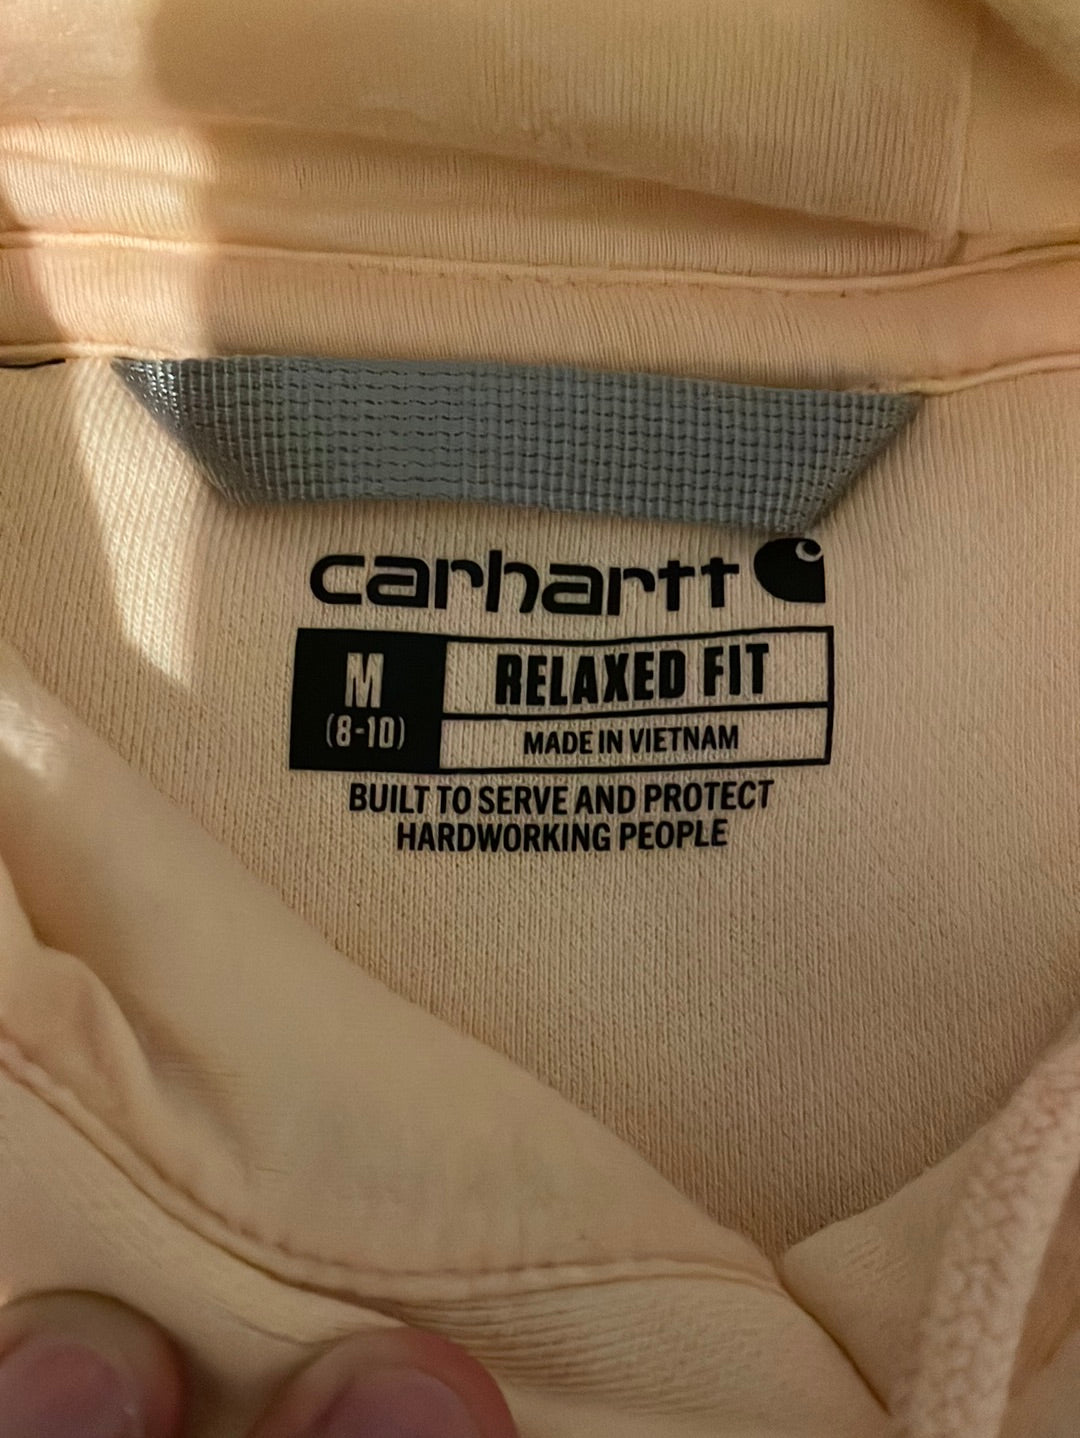 carhartt
M
(8-10)
RELAXED FIT
MADE IN VIETNAM
BUILT TO SERVE AND PROTECT
HARDWORKING PEOPLE